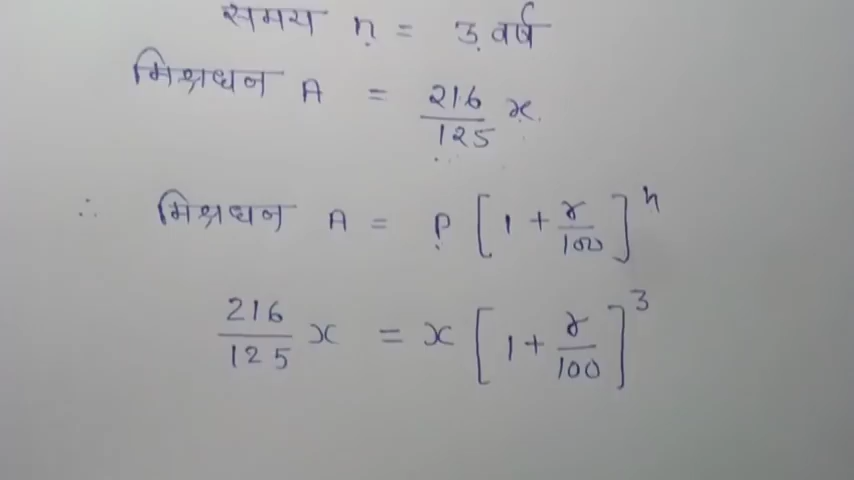 समय n = 3 वर्ष
मिश्रधन A = 216/125 x
∴ मिश्रधन A = P [1 + r/100]^n
216/125 x = x [1 + r/100]^3